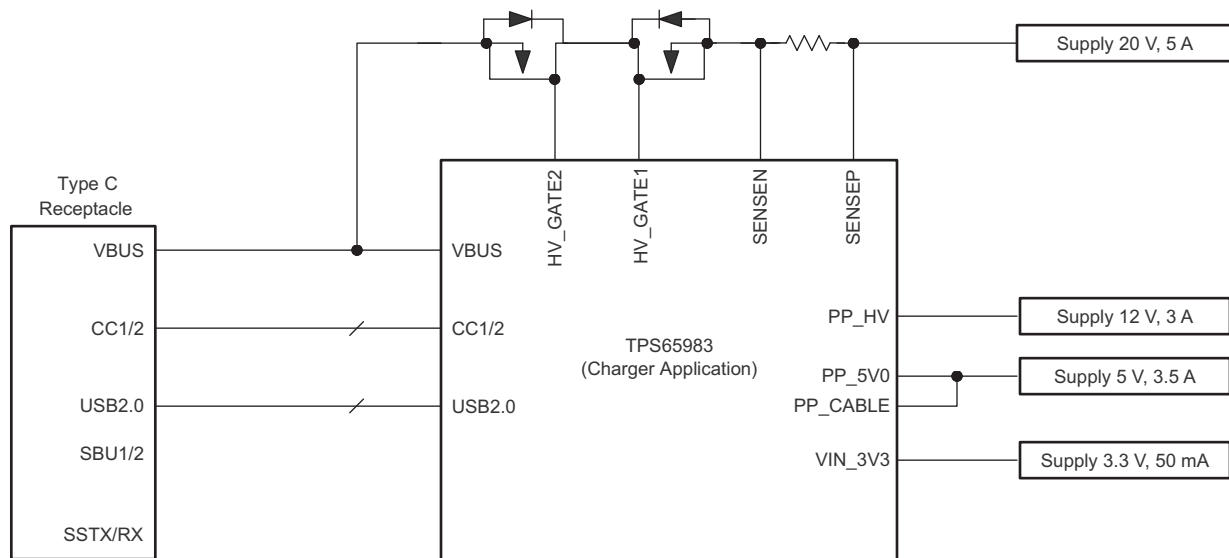 Supply 20 V, 5 A
HV_GATE2
HV_GATE1
SENSEN
SENSEP
Type C
Receptacle
VBUS
VBUS
CC1/2
CC1/2
USB2.0
USB2.0
SBU1/2
SSTX/RX
TPS65983
(Charger Application)
PP_HV
Supply 12 V, 3 A
PP_5V0
Supply 5 V, 3.5 A
PP_CABLE
VIN_3V3
Supply 3.3 V, 50 mA